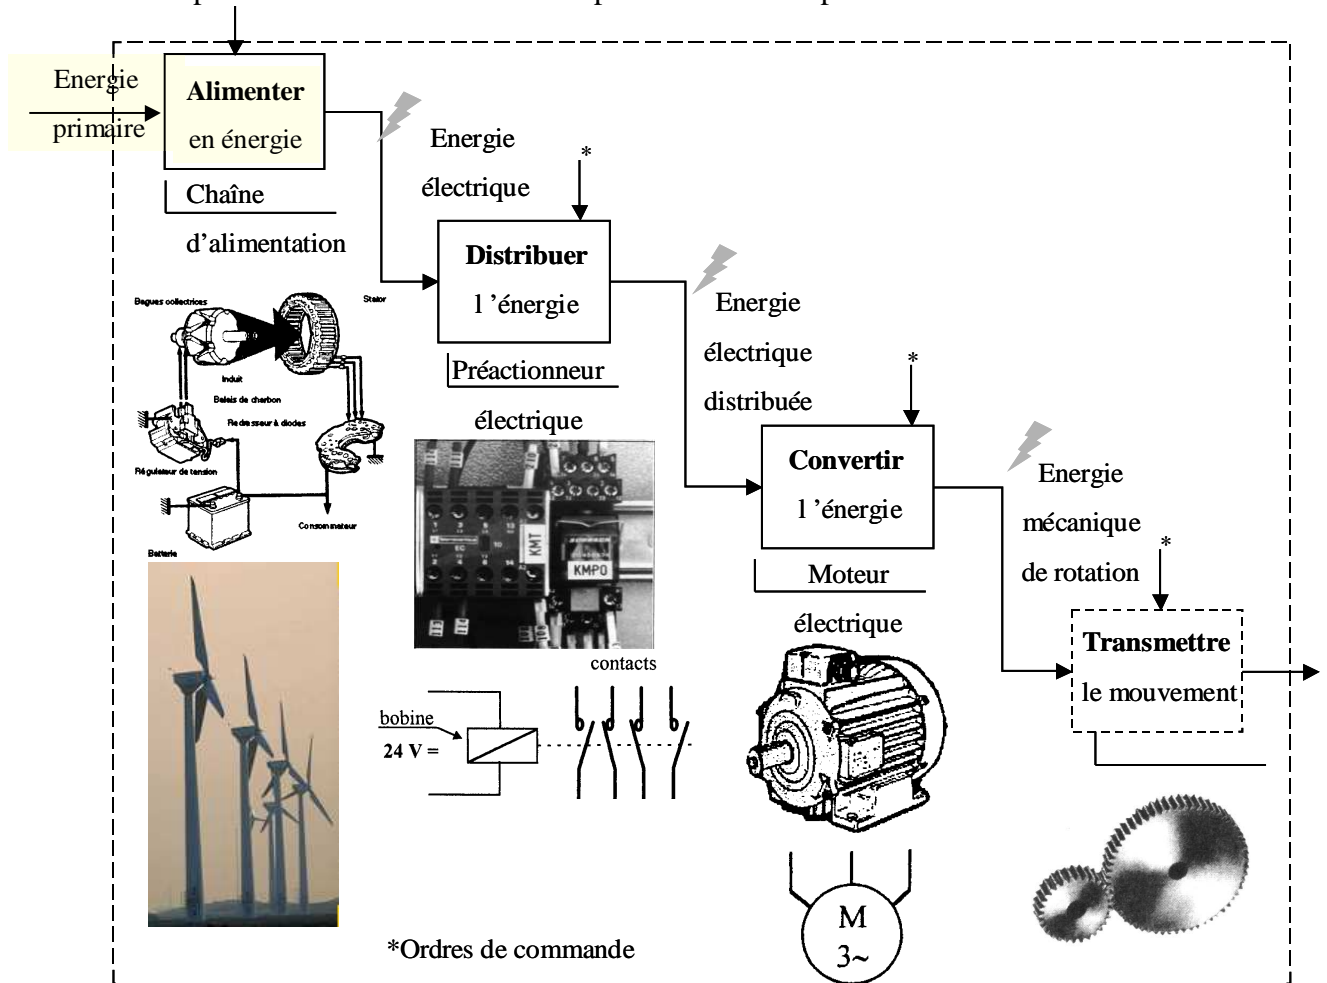 Energie
primaire
Alimenter
en énergie
Chaîne
d’alimentation
Energie
électrique
*
Distribuer
l ’énergie
Préactionneur
électrique
Energie
électrique
distribuée
*
Convertir
l ’énergie
Moteur
électrique
Energie
mécanique
de rotation
*
Transmettre
le mouvement
Bagues collectrices
Stator
Induit
Balais de charbon
Redresseur à diodes
Régulateur de tension
Consommateur
Batterie
KMT
KMPO
contacts
bobine
24 V =
M
3~
*Ordres de commande